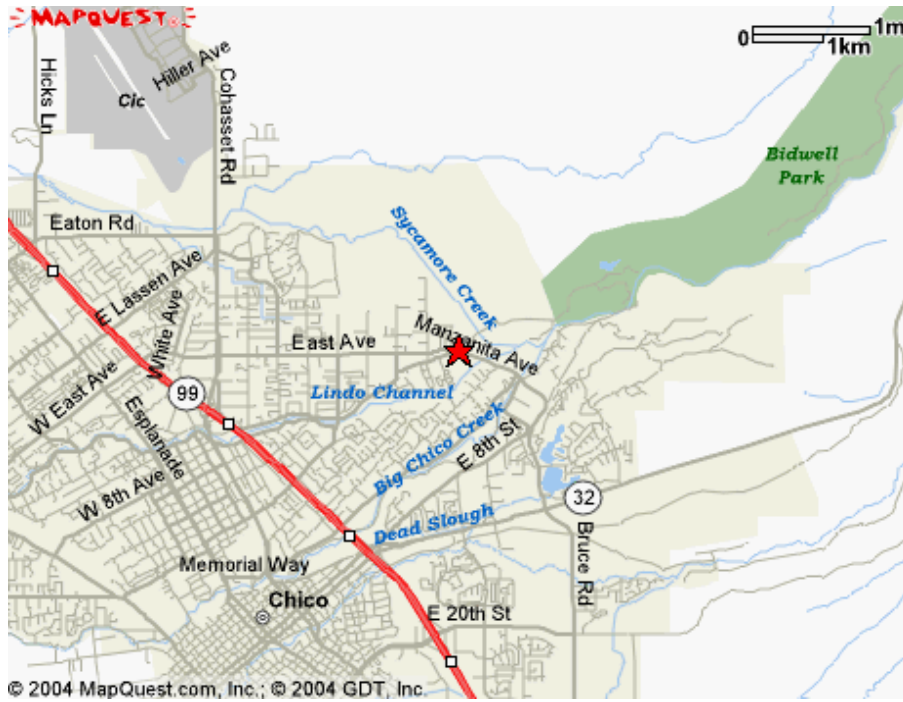 MAPQUEST
0
1m
1km
Hiller Ave
Hicks Ln
Cic
Cohasset Rd
Bidwell
Park
Eaton Rd
Sycamore Creek
E Lassen Ave
White Ave
Manzanita Ave
East Ave
W East Ave
99
Lindo Channel
Esplanade
Big Chico Creek
E 8th St
W 8th Ave
32
Dead Slough
Bruce Rd
Memorial Way
Chico
E 20th St
© 2004 MapQuest.com, Inc.; © 2004 GDT, Inc.